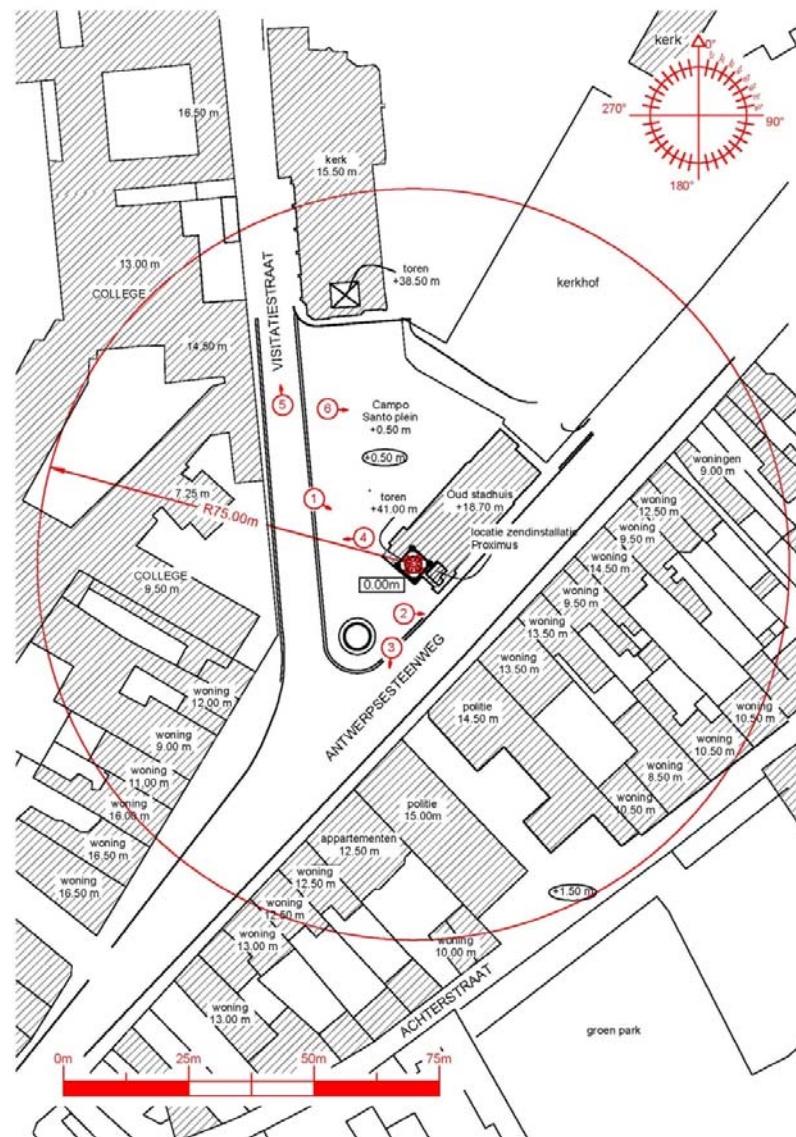 kerk
0°
270°
90°
180°
16.50 m
kerk
15.50 m
toren
+38.50 m
kerkhof
13.00 m
COLLEGE
14.50 m
VISITATIESTRAAT
5
6
Campo
Santo plein
+0.50 m
+0.50 m
7.25 m
R75.00m
1
toren
+41.00 m
4
Oud stadhuis
+18.70 m
locatie zendinstallatie
Proximus
0.00m
2
3
ANTWERPSESTEENWEG
woningen
9.00 m
woning
12.50 m
woning
9.50 m
woning
14.50 m
woning
9.50 m
woning
13.50 m
woning
13.50 m
politie
14.50 m
woning
10.50 m
woning
10.50 m
woning
8.50 m
woning
10.50 m
COLLEGE
woning
12.00 m
woning
9.00 m
woning
11.00 m
woning
16.00 m
woning
16.50 m
woning
16.50 m
politie
15.00m
appartementen
12.50 m
woning
12.50 m
woning
12.50 m
woning
13.00 m
woning
13.00 m
woning
10.00 m
+1.50 m
ACHTERSTRAAT
groen park
0m
25m
50m
75m